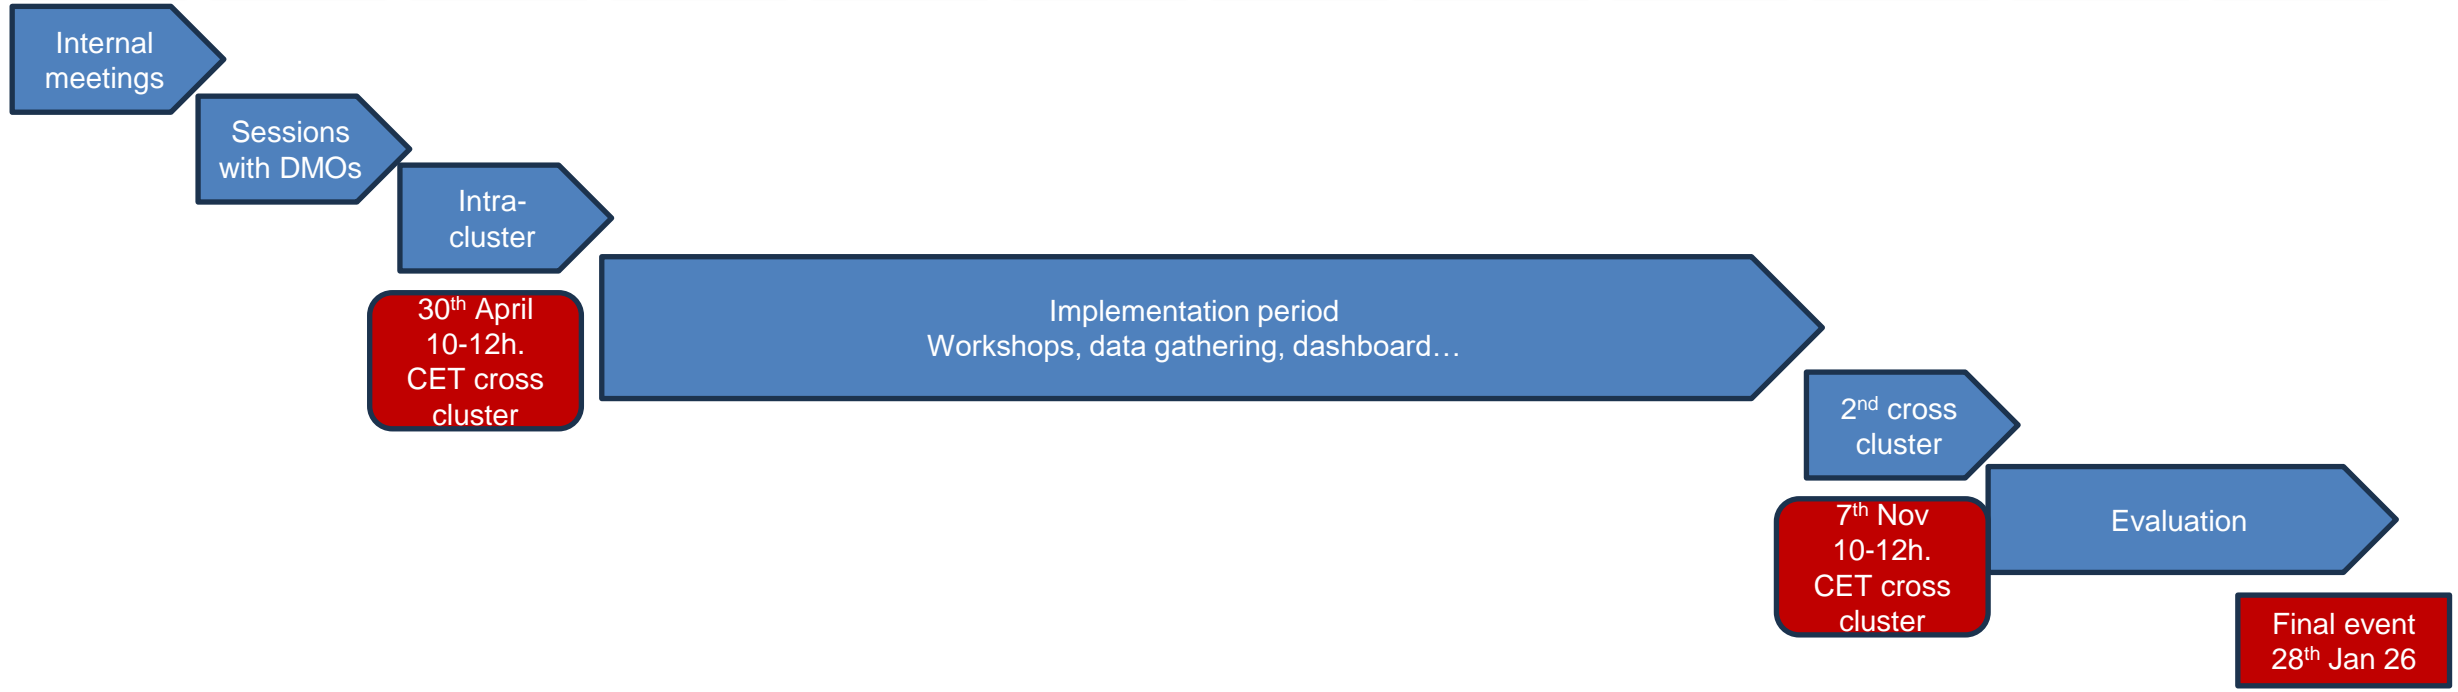 Internal
meetings
Sessions
with DMOs
Intra-
cluster
30th April
10-12h.
CET cross
cluster
Implementation period
Workshops, data gathering, dashboard…
2nd cross
cluster
7th Nov
10-12h.
CET cross
cluster
Evaluation
Final event
28th Jan 26